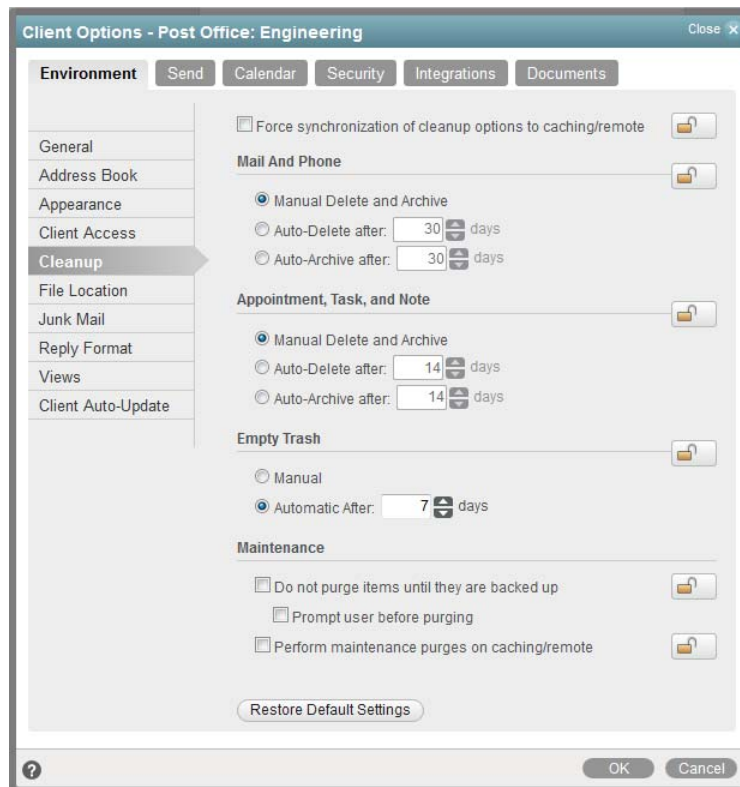 Client Options - Post Office: Engineering
Close x
Environment Send Calendar Security Integrations Documents
General
Address Book
Appearance
Client Access
Cleanup
File Location
Junk Mail
Reply Format
Views
Client Auto-Update
Force synchronization of cleanup options to caching/remote
Mail And Phone
Manual Delete and Archive
Auto-Delete after: 30 days
Auto-Archive after: 30 days
Appointment, Task, and Note
Manual Delete and Archive
Auto-Delete after: 14 days
Auto-Archive after: 14 days
Empty Trash
Manual
Automatic After: 7 days
Maintenance
Do not purge items until they are backed up
Prompt user before purging
Perform maintenance purges on caching/remote
Restore Default Settings
? OK Cancel